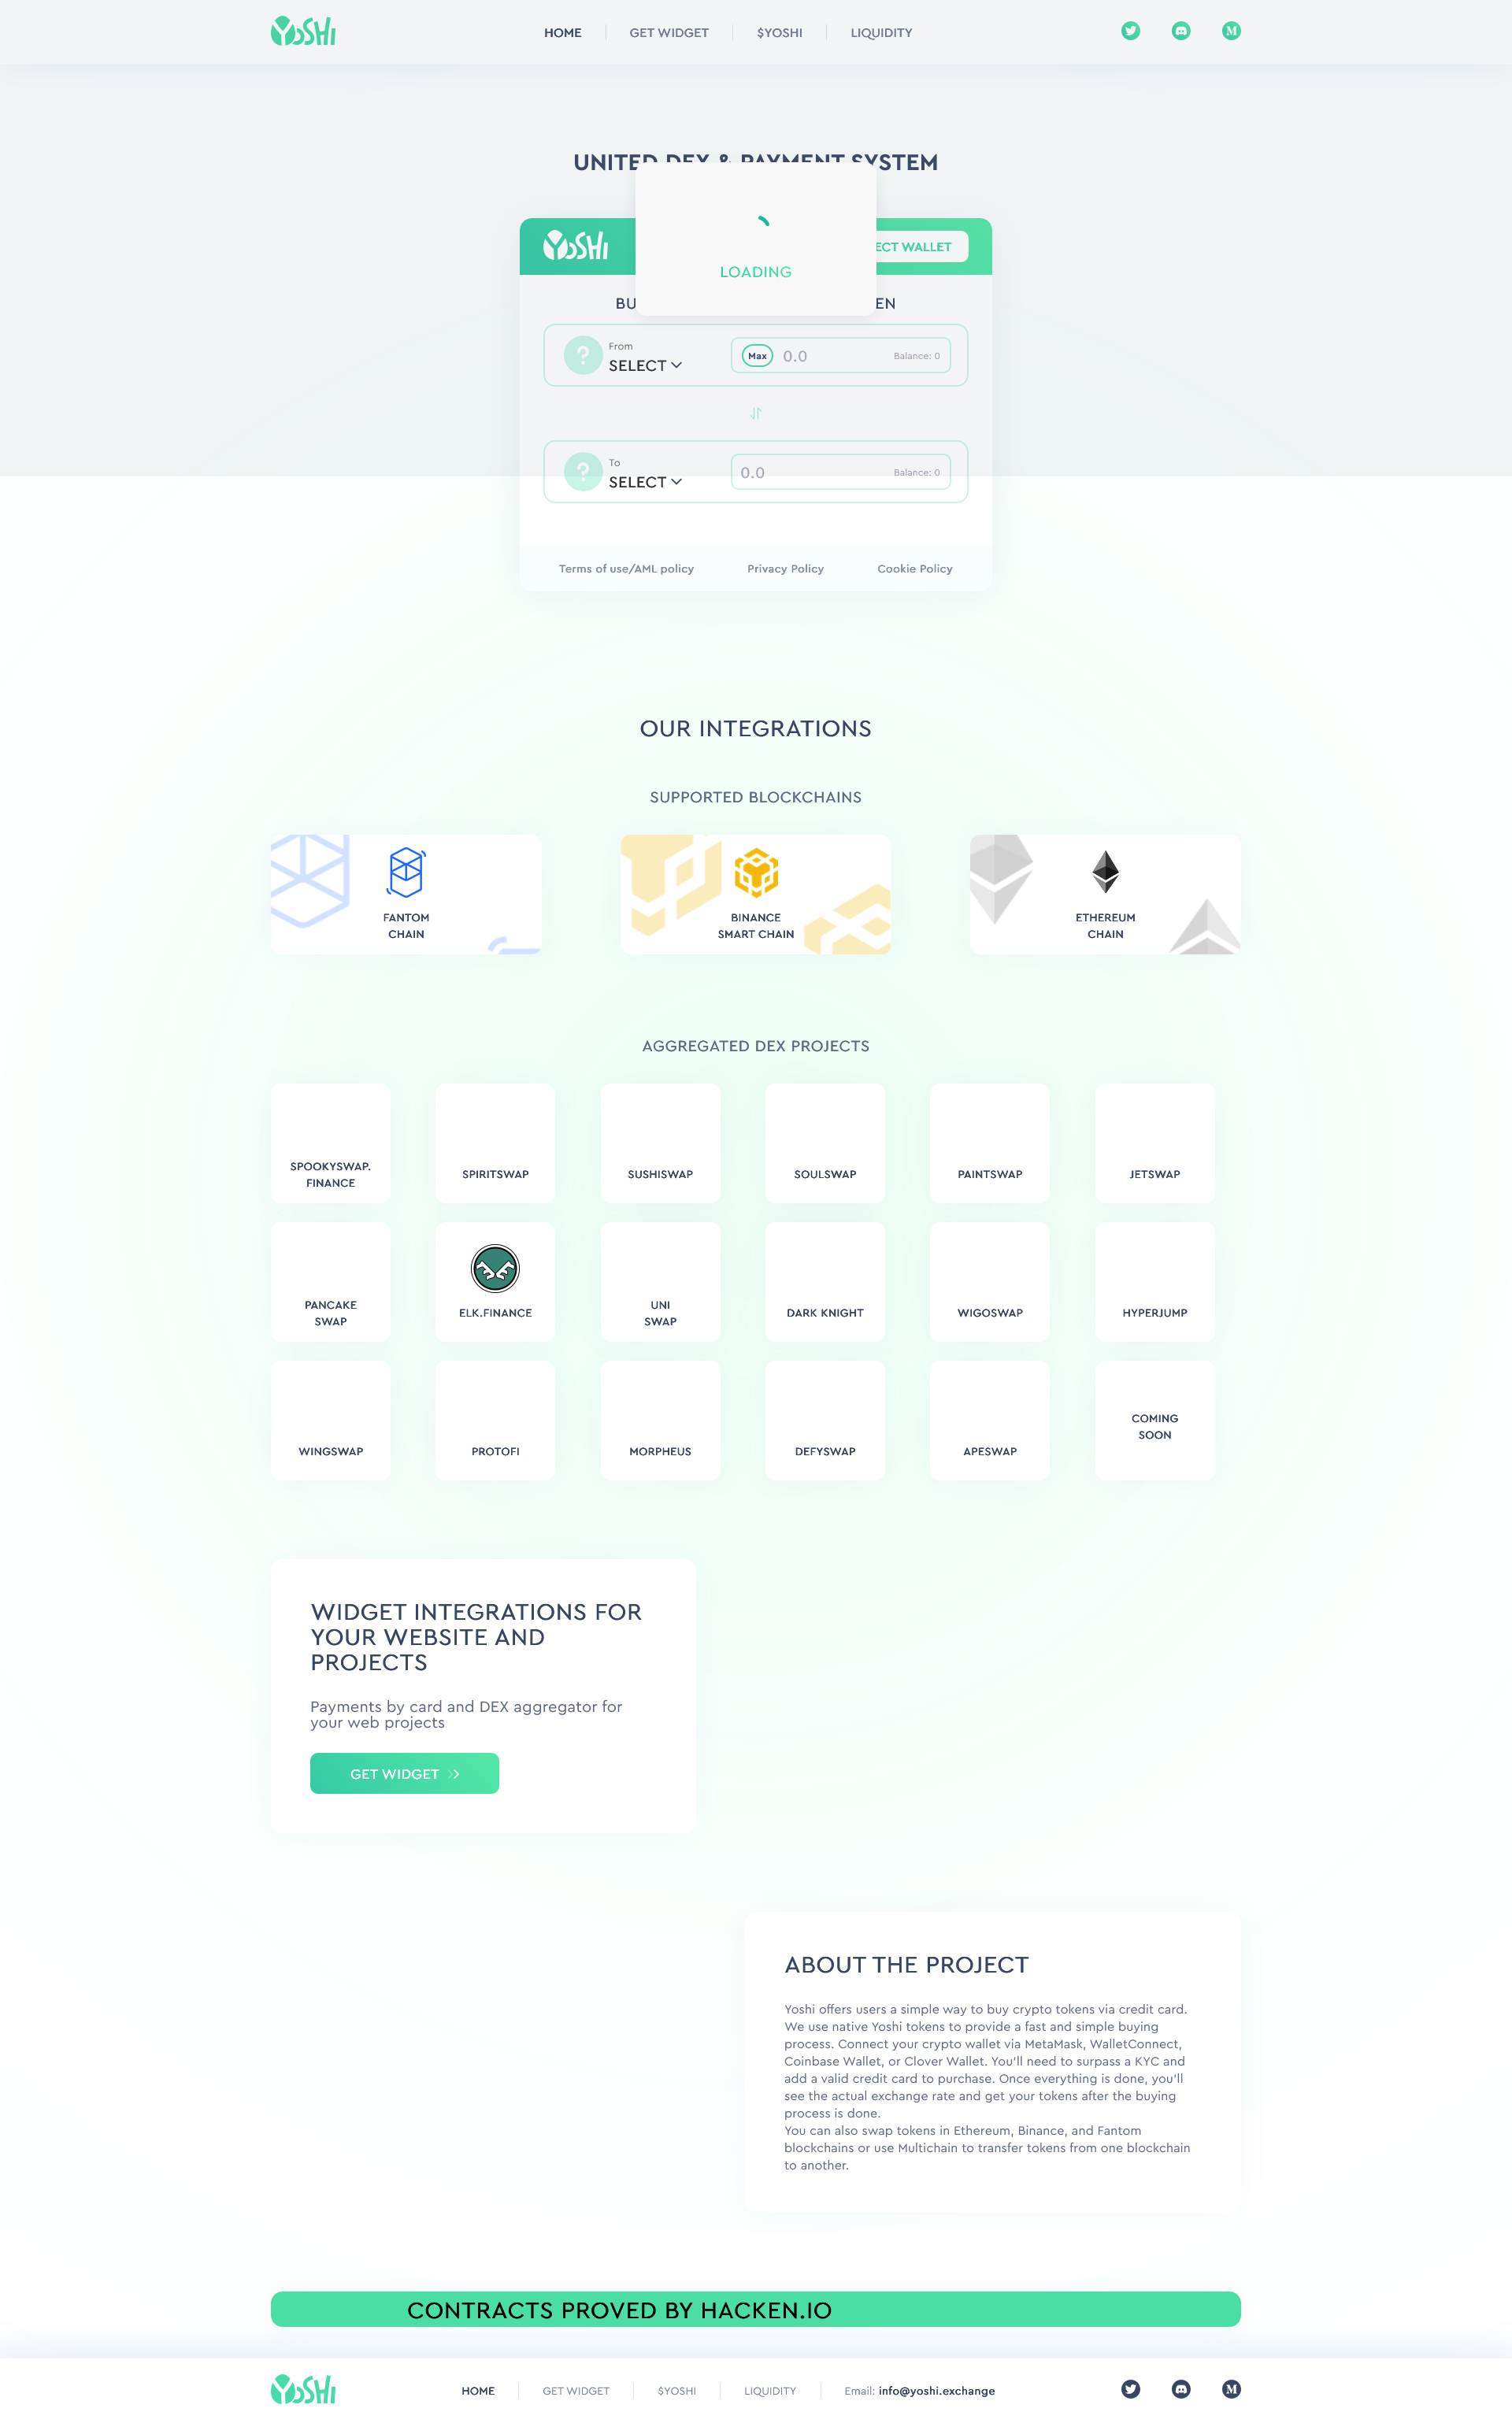 YOSHI
HOME
GET WIDGET
$YOSHI
LIQUIDITY
UNITED DEX & PAYMENT SYSTEM
YOSHI
ECT WALLET
LOADING
BU
EN
From
SELECT
Max
0.0
Balance: 0
To
SELECT
0.0
Balance: 0
Terms of use/AML policy
Privacy Policy
Cookie Policy
OUR INTEGRATIONS
SUPPORTED BLOCKCHAINS
FANTOM
CHAIN
BINANCE
SMART CHAIN
ETHEREUM
CHAIN
AGGREGATED DEX PROJECTS
SPOOKYSWAP.
FINANCE
SPIRITSWAP
SUSHISWAP
SOULSWAP
PAINTSWAP
JETSWAP
PANCAKE
SWAP
ELK.FINANCE
UNI
SWAP
DARK KNIGHT
WIGOSWAP
HYPERJUMP
WINGSWAP
PROTOFI
MORPHEUS
DEFYSWAP
APESWAP
COMING
SOON
WIDGET INTEGRATIONS FOR
YOUR WEBSITE AND
PROJECTS
Payments by card and DEX aggregator for
your web projects
GET WIDGET
ABOUT THE PROJECT
Yoshi offers users a simple way to buy crypto tokens via credit card.
We use native Yoshi tokens to provide a fast and simple buying
process. Connect your crypto wallet via MetaMask, WalletConnect,
Coinbase Wallet, or Clover Wallet. You'll need to surpass a KYC and
add a valid credit card to purchase. Once everything is done, you'll
see the actual exchange rate and get your tokens after the buying
process is done.
You can also swap tokens in Ethereum, Binance, and Fantom
blockchains or use Multichain to transfer tokens from one blockchain
to another.
CONTRACTS PROVED BY HACKEN.IO
YOSHI
HOME
GET WIDGET
$YOSHI
LIQUIDITY
Email: info@yoshi.exchange